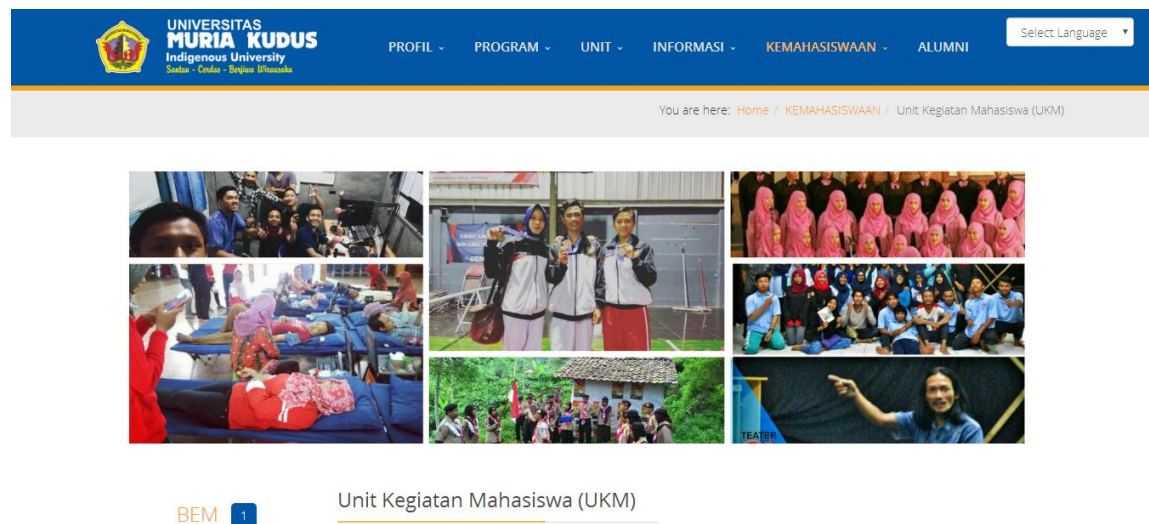 UNIVERSITAS
MURIA KUDUS
Indigenous University
Santun - Cerdas - Berjiwa Wirausaha
PROFIL PROGRAM UNIT INFORMASI KEMAHASISWAAN ALUMNI
Select Language
You are here: Home / KEMAHASISWAAN / Unit Kegiatan Mahasiswa (UKM)
TEATER
BEM 1
Unit Kegiatan Mahasiswa (UKM)